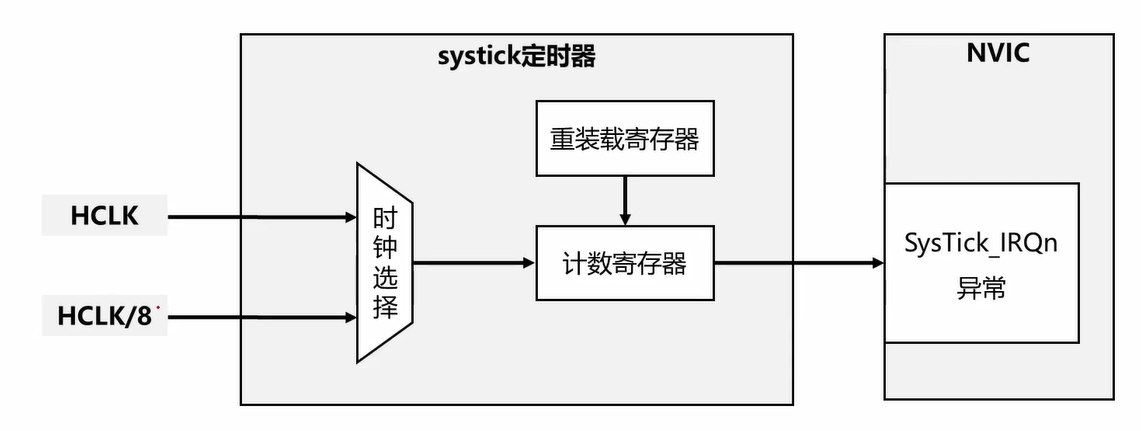 systick定时器
NVIC
重装载寄存器
HCLK
时钟选择
计数寄存器
SysTick_IRQn
异常
HCLK/8